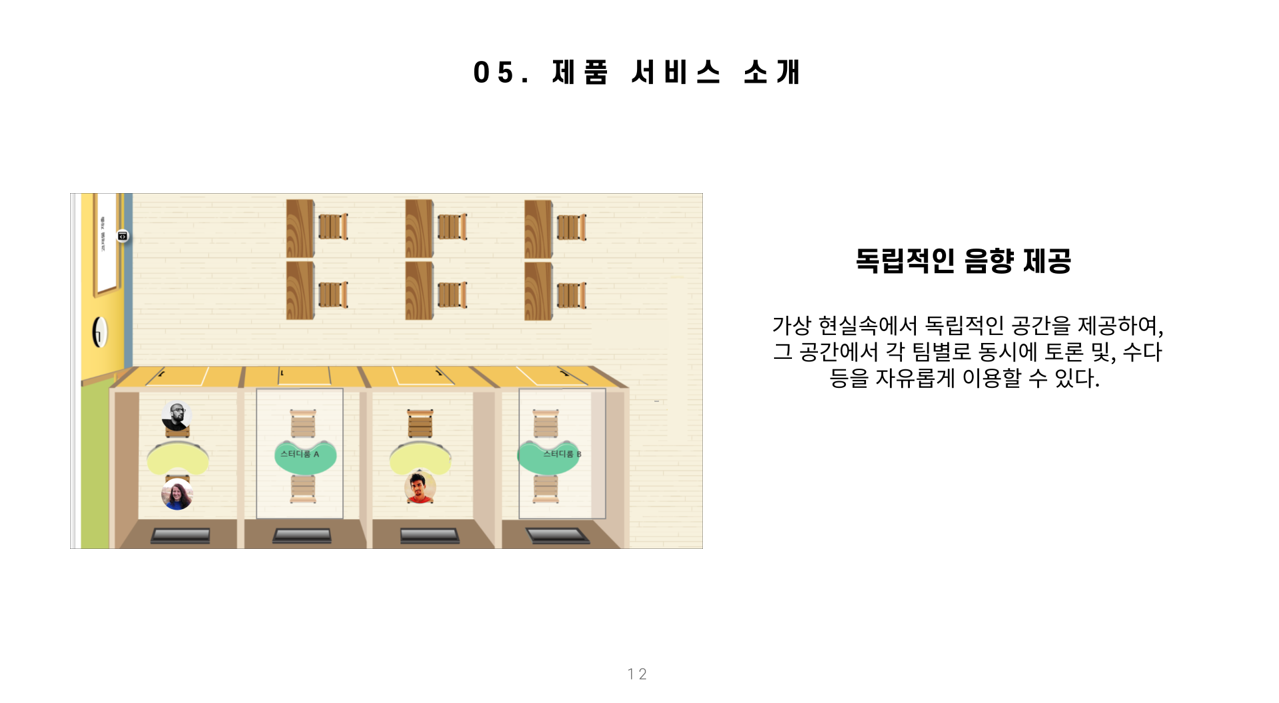 05. 제품 서비스 소개
독립적인 음향 제공
가상 현실속에서 독립적인 공간을 제공하여,
그 공간에서 각 팀별로 동시에 토론 및, 수다
등을 자유롭게 이용할 수 있다.
스터디룸 A
스터디룸 B
12